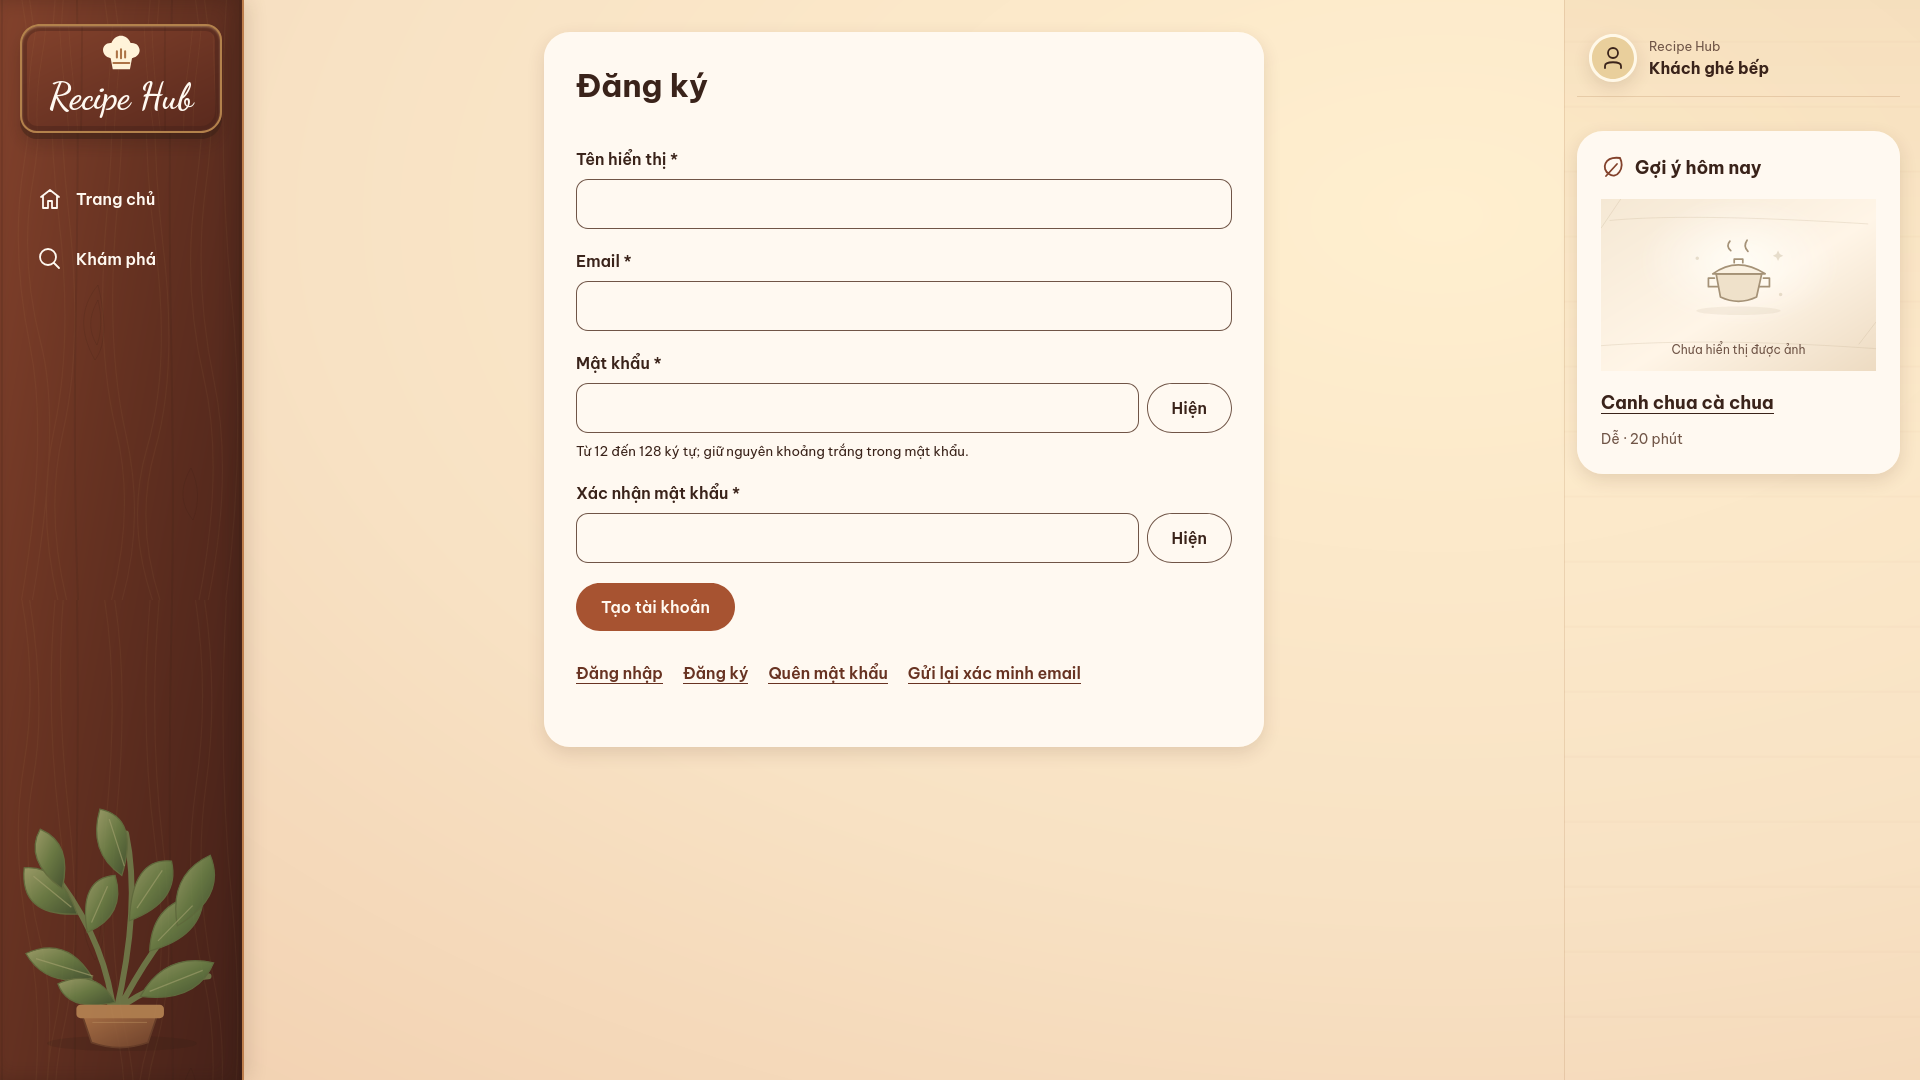 Recipe Hub
Trang chủ
Khám phá
Đăng ký
Tên hiển thị *
Email *
Mật khẩu *
Hiện
Từ 12 đến 128 ký tự; giữ nguyên khoảng trắng trong mật khẩu.
Xác nhận mật khẩu *
Hiện
Tạo tài khoản
Đăng nhập Đăng ký Quên mật khẩu Gửi lại xác minh email
Recipe Hub
Khách ghé bếp
Gợi ý hôm nay
Chưa hiển thị được ảnh
Canh chua cà chua
Dễ · 20 phút